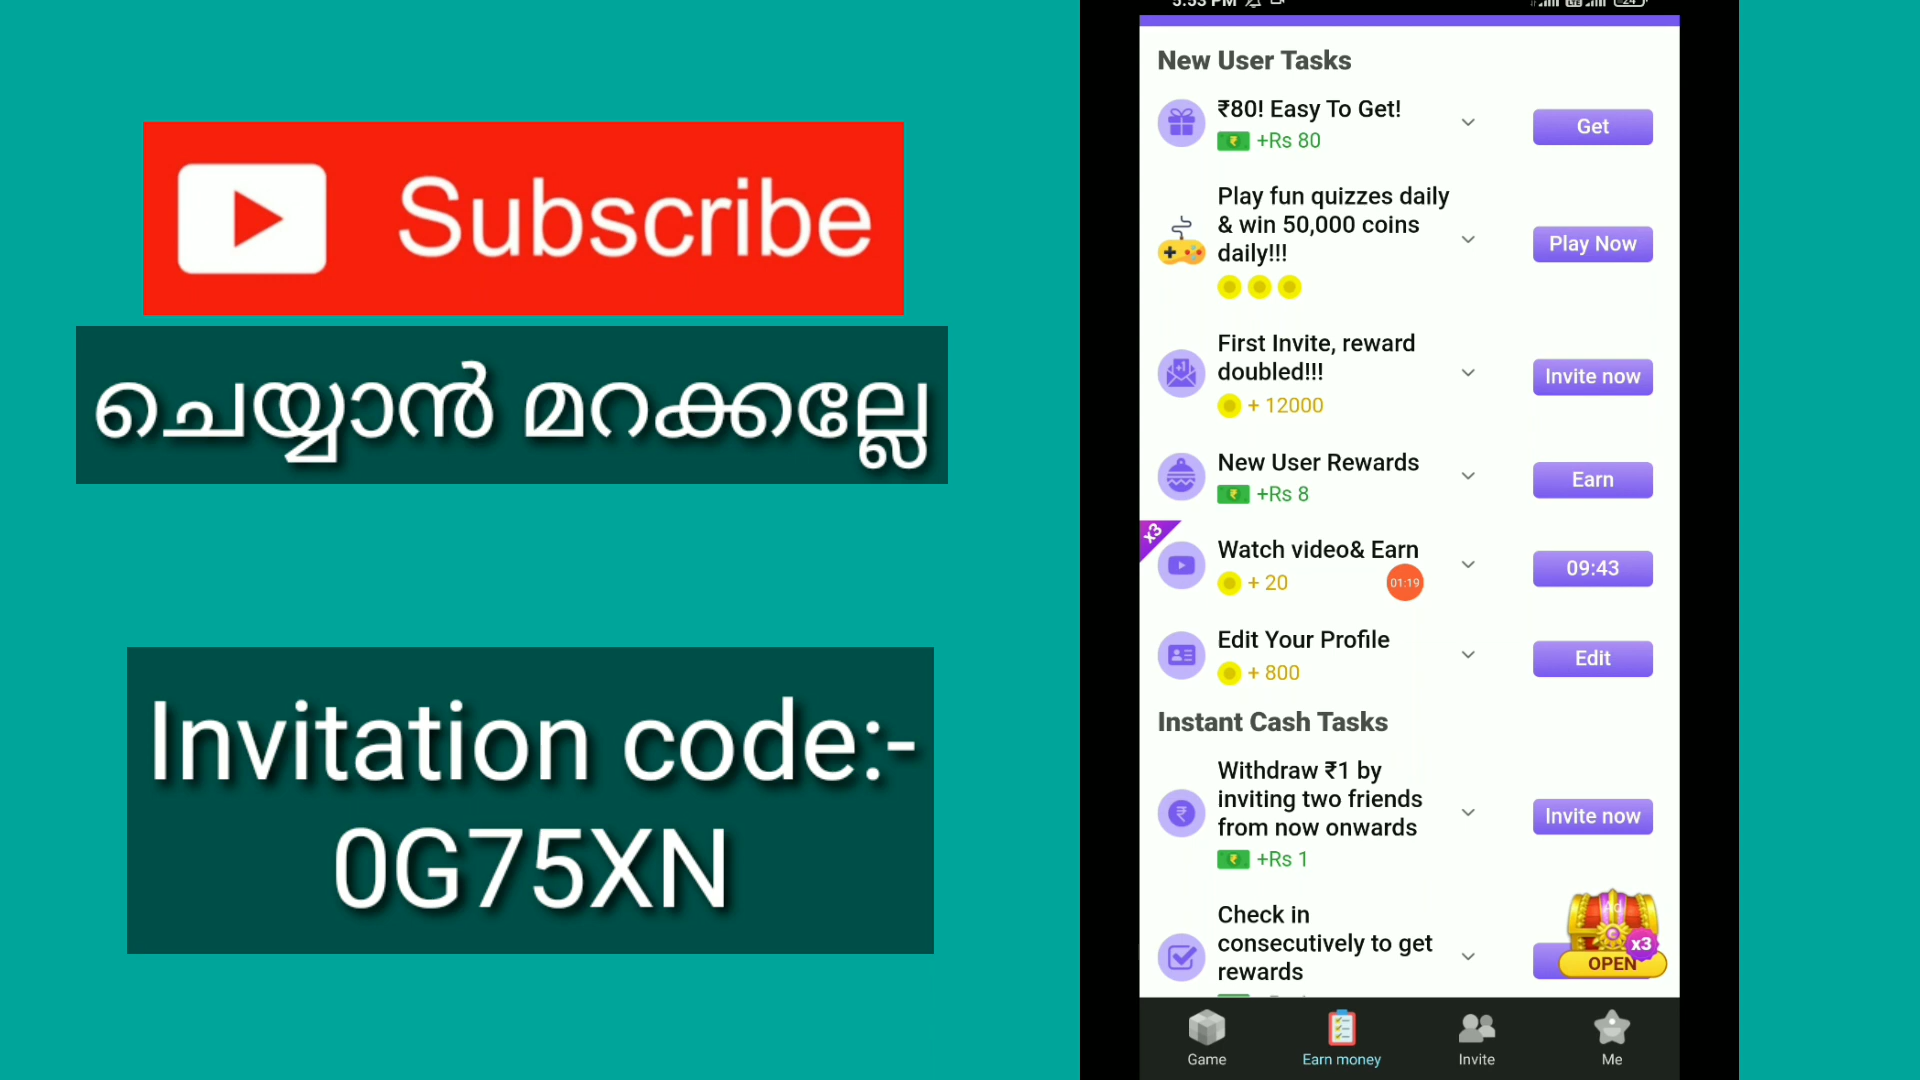 Subscribe
ചെയ്യാൻ മറക്കല്ലേ
Invitation code:-
0G75XN
5:53 PM
New User Tasks
₹80! Easy To Get!
+Rs 80
Get
Play fun quizzes daily
& win 50,000 coins
daily!!!
Play Now
First Invite, reward
doubled!!!
+ 12000
Invite now
New User Rewards
+Rs 8
Earn
x3
Watch video& Earn
+ 20
01:19
09:43
Edit Your Profile
+ 800
Edit
Instant Cash Tasks
Withdraw ₹1 by
inviting two friends
from now onwards
+Rs 1
Invite now
Check in
consecutively to get
rewards
Ad
x3
OPEN
Game
Earn money
Invite
Me